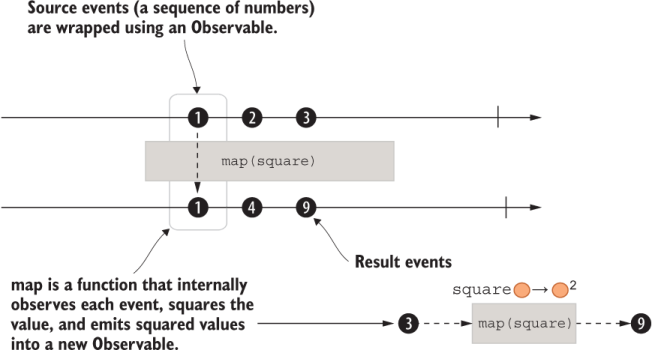 Source events (a sequence of numbers)
are wrapped using an Observable.
1 2 3
map(square)
1 4 9
Result events
map is a function that internally
observes each event, squares the
value, and emits squared values
into a new Observable.
square → 2
3 map(square) 9